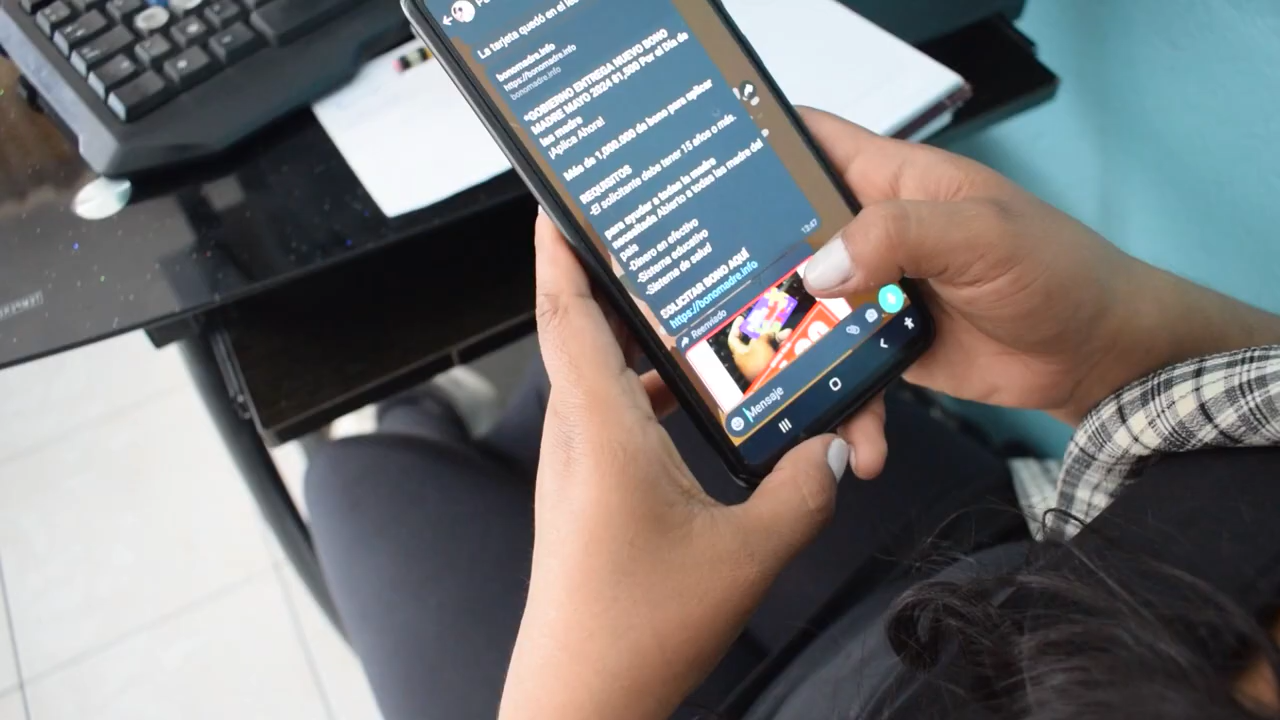 La tarjeta quedó en el
bonomadre.info
https://bonomadre.info
bonomadre.info
*GOBIERNO ENTREGA NUEVO BONO
MADRE MAYO 2024 $1,500 Por el Día de
las madre
¡Aplica Ahora!
Más de 1,000.000 de bono para aplicar
REQUISITOS
-El solicitante debe tener 15 años o más.
para ayudar a todas la madre
necesitada Abierto a todas las madre del
país
-Dinero en efectivo
-Sistema educativo
-Sistema de salud
13:47
SOLICITAR BONO AQUÍ
https://bonomadre.info
Reenviado
Mensaje